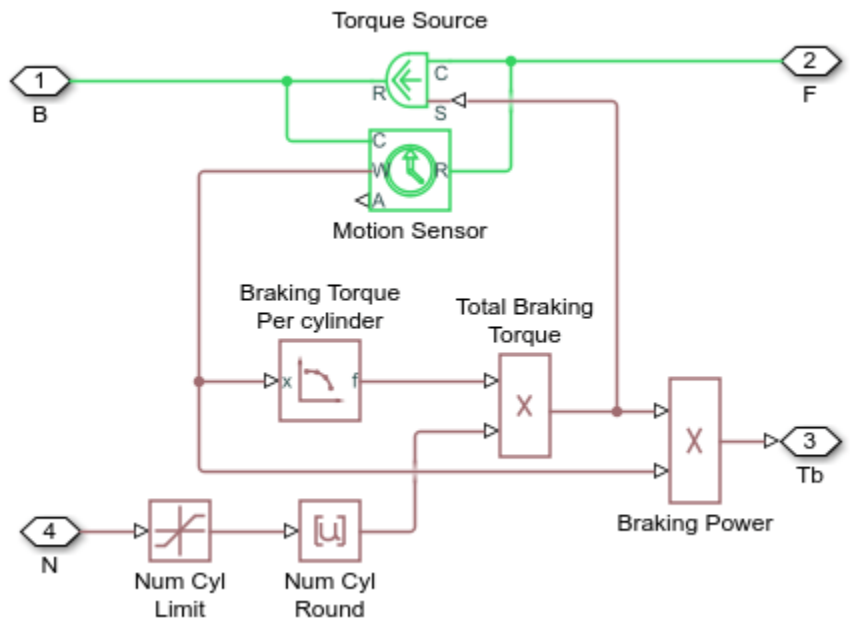 Torque Source
1
B
R
C
S
2
F
C
W
A
R
Motion Sensor
Braking Torque
Per cylinder
x
f
Total Braking
Torque
X
X
3
Tb
Braking Power
4
N
[u]
Num Cyl
Limit
Num Cyl
Round